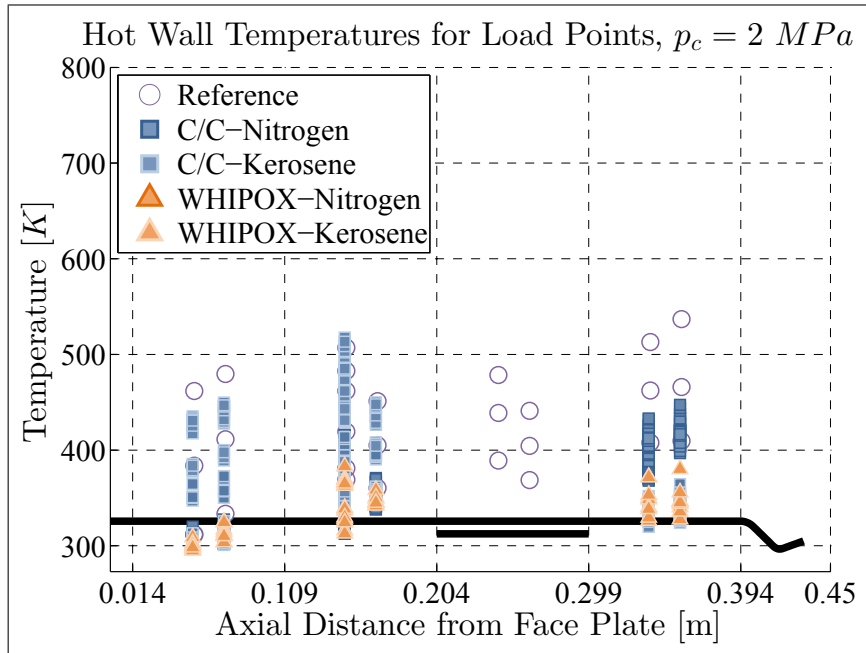 Hot Wall Temperatures for Load Points, p_c = 2 MPa
800
700
600
500
400
300
Temperature [K]
Reference
C/C−Nitrogen
C/C−Kerosene
WHIPOX−Nitrogen
WHIPOX−Kerosene
0.014 0.109 0.204 0.299 0.394 0.45
Axial Distance from Face Plate [m]